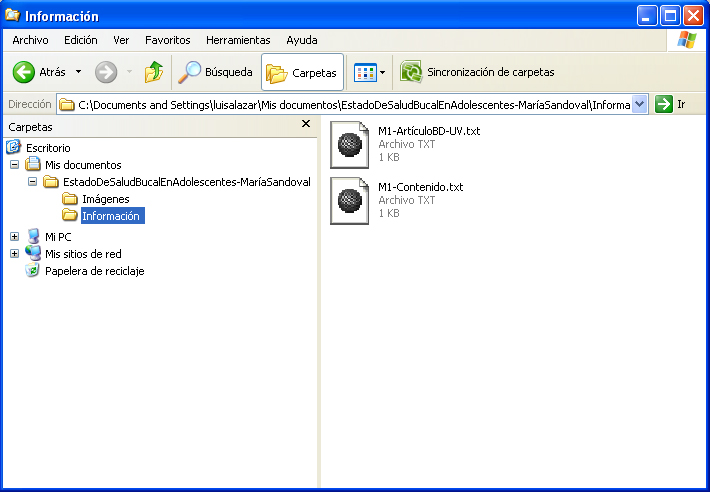 Información
Archivo Edición Ver Favoritos Herramientas Ayuda
Atrás Búsqueda Carpetas Sincronización de carpetas
Dirección C:\Documents and Settings\luisalazar\Mis documentos\EstadoDeSaludBucalEnAdolescentes-MaríaSandoval\Informa Ir
Carpetas
Escritorio
Mis documentos
EstadoDeSaludBucalEnAdolescentes-MaríaSandoval
Imágenes
Información
Mi PC
Mis sitios de red
Papelera de reciclaje
M1-ArtículoBD-UV.txt
Archivo TXT
1 KB
M1-Contenido.txt
Archivo TXT
1 KB